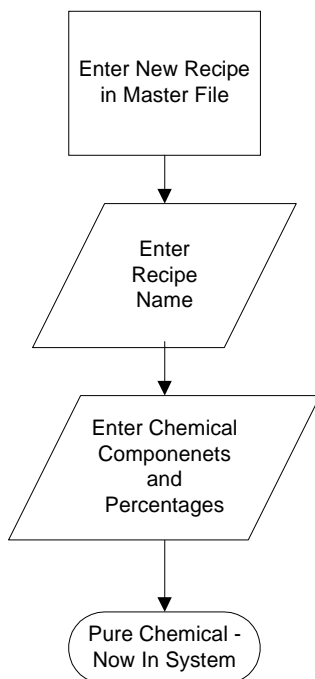 Enter New Recipe
in Master File
Enter
Recipe
Name
Enter Chemical
Componenets
and
Percentages
Pure Chemical -
Now In System